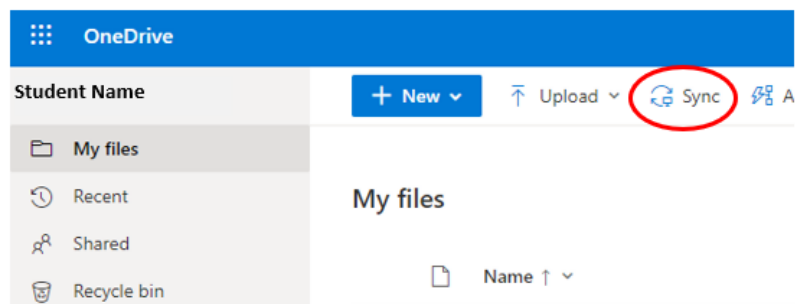 OneDrive
Student Name
+ New
Upload
Sync
A
My files
Recent
Shared
Recycle bin
My files
Name ↑